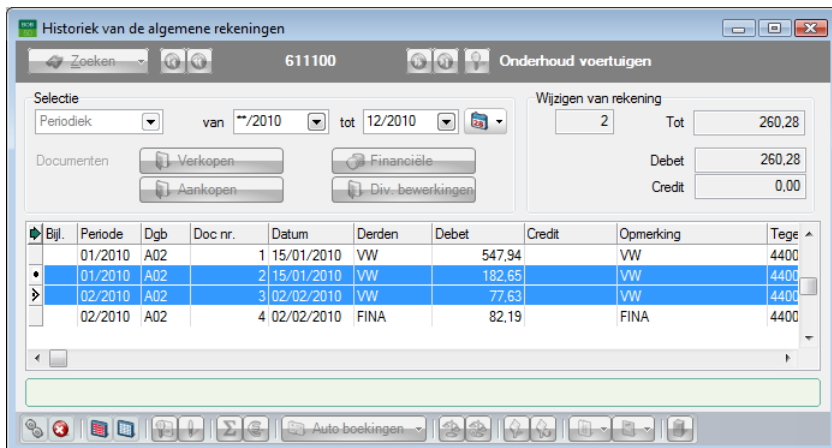 Historiek van de algemene rekeningen
Zoeken 611100 Onderhoud voertuigen
Selectie
Periodiek van **/2010 tot 12/2010
Documenten Verkopen Financiële
Aankopen Div. bewerkingen
Wijzigen van rekening
2 Tot 260,28
Debet 260,28
Credit 0,00
Bijl. Periode Dgb Doc nr. Datum Derden Debet Credit Opmerking Tege
01/2010 A02 1 15/01/2010 VW 547,94 VW 4400
01/2010 A02 2 15/01/2010 VW 182,65 VW 4400
02/2010 A02 3 02/02/2010 VW 77,63 VW 4400
02/2010 A02 4 02/02/2010 FINA 82,19 FINA 4400
Auto boekingen